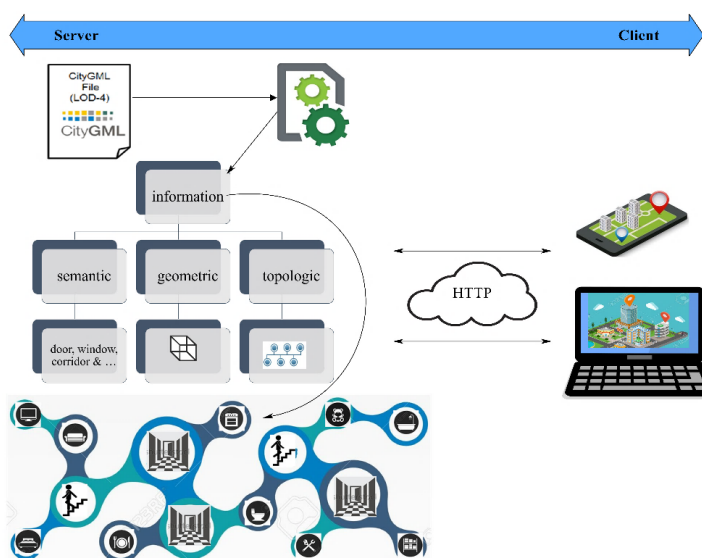 Server
Client
CityGML
File
(LOD-4)
CityGML
information
semantic
geometric
topologic
door, window,
corridor & ...
HTTP